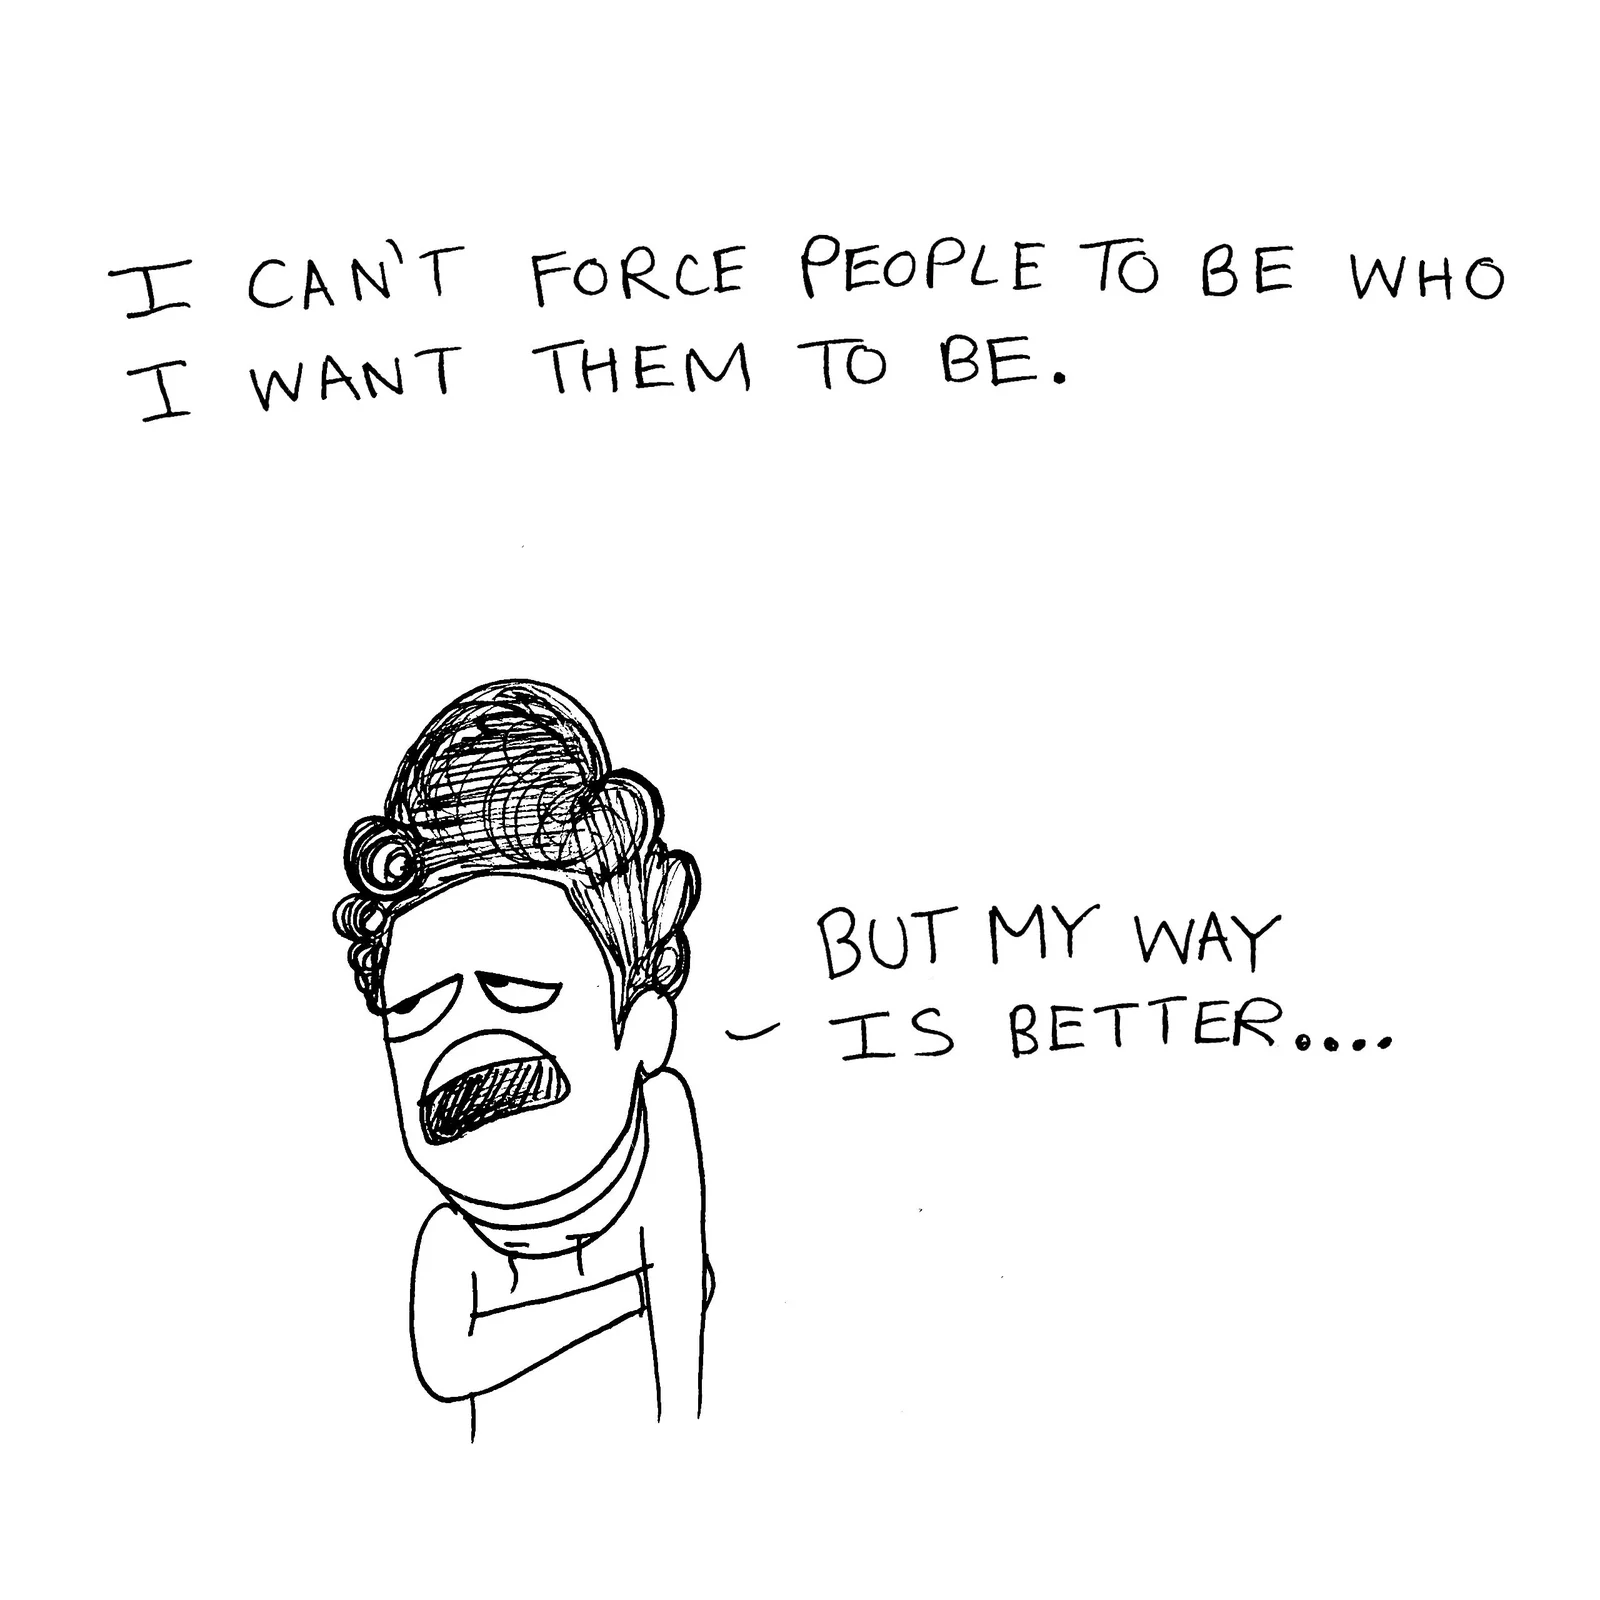 I CAN'T FORCE PEOPLE TO BE WHO
I WANT THEM TO BE.
BUT MY WAY
IS BETTER....